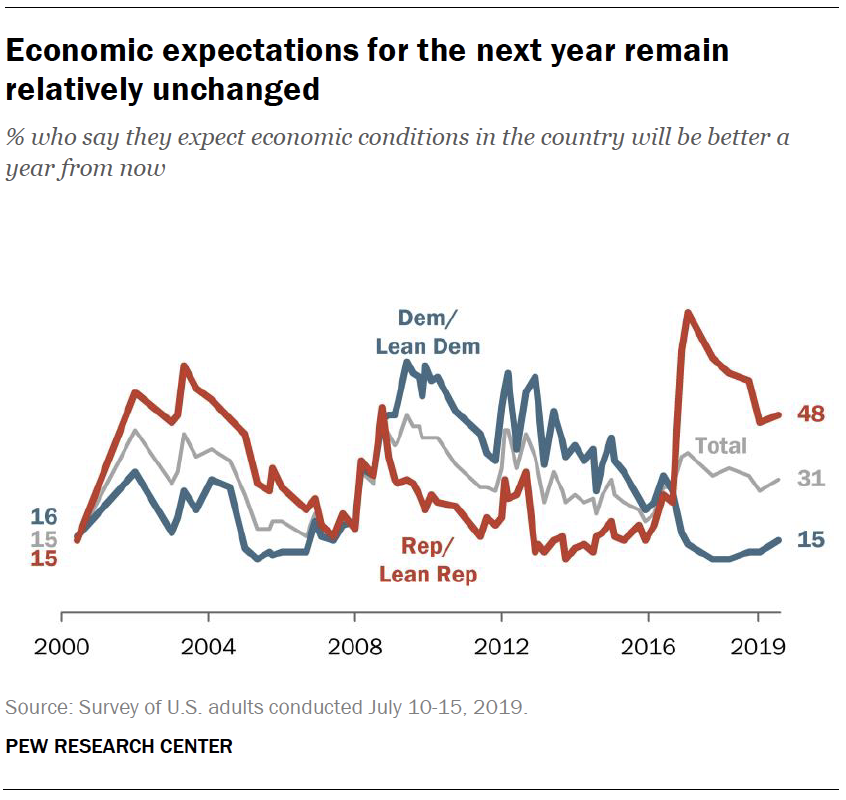 Economic expectations for the next year remain
relatively unchanged
% who say they expect economic conditions in the country will be better a
year from now
Dem/
Lean Dem
48
Total
31
16
15
15
15
Rep/
Lean Rep
2000 2004 2008 2012 2016 2019
Source: Survey of U.S. adults conducted July 10-15, 2019.
PEW RESEARCH CENTER